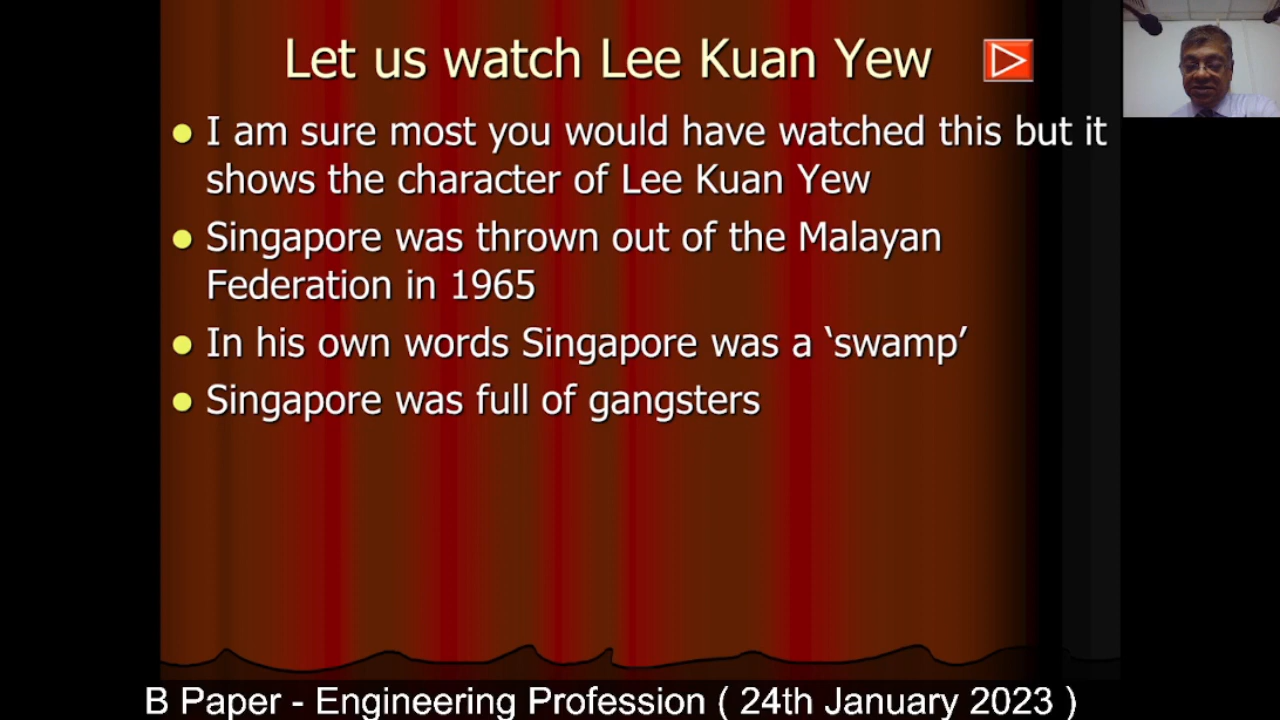 Let us watch Lee Kuan Yew
I am sure most you would have watched this but it
shows the character of Lee Kuan Yew
Singapore was thrown out of the Malayan
Federation in 1965
In his own words Singapore was a ‘swamp’
Singapore was full of gangsters
B Paper - Engineering Profession ( 24th January 2023 )